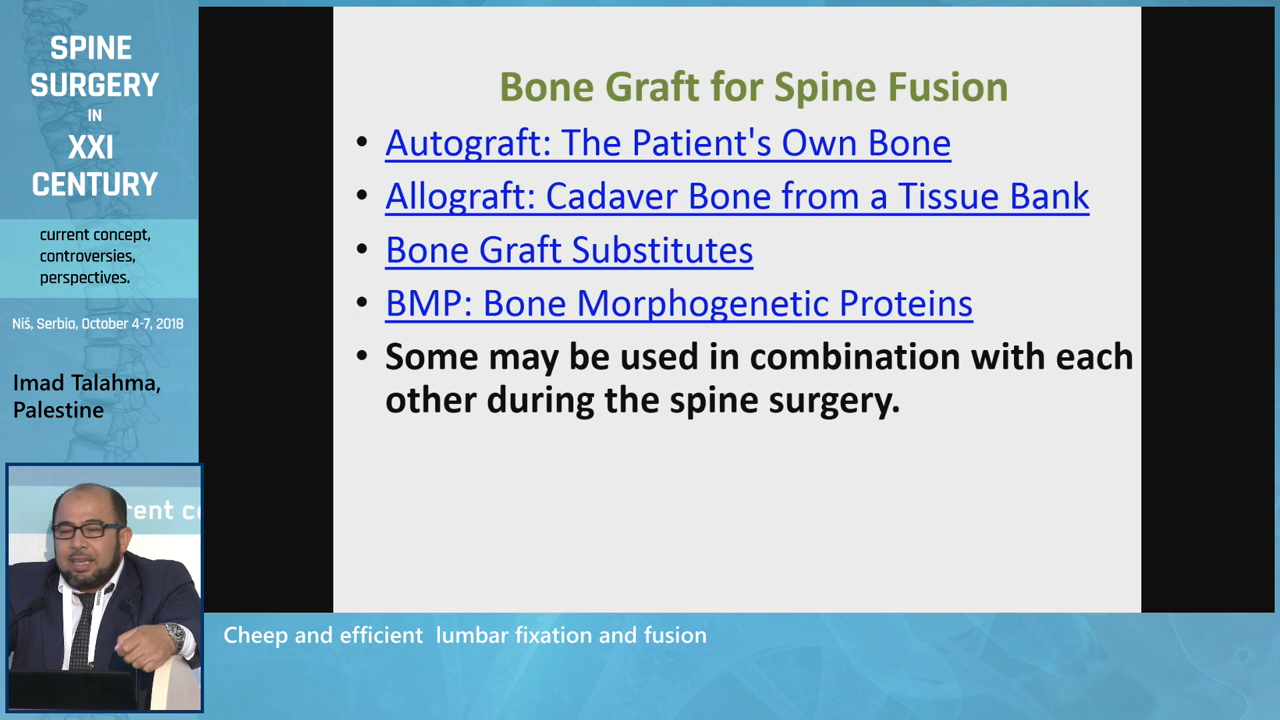 SPINE
SURGERY
IN
XXI
CENTURY
current concept,
controversies,
perspectives.
Niš, Serbia, October 4-7, 2018
Imad Talahma,
Palestine
rent c
Bone Graft for Spine Fusion
• Autograft: The Patient's Own Bone
• Allograft: Cadaver Bone from a Tissue Bank
• Bone Graft Substitutes
• BMP: Bone Morphogenetic Proteins
• Some may be used in combination with each
other during the spine surgery.
Cheep and efficient lumbar fixation and fusion